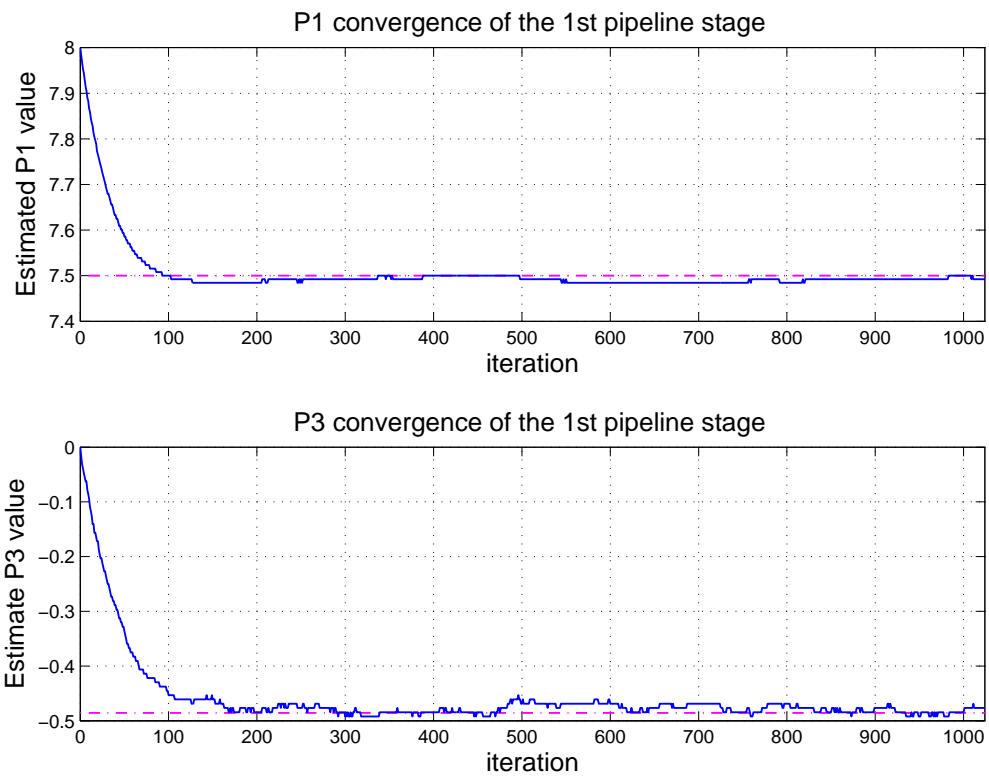 P1 convergence of the 1st pipeline stage
Estimated P1 value
8
7.9
7.8
7.7
7.6
7.5
7.4
0 100 200 300 400 500 600 700 800 900 1000
iteration
P3 convergence of the 1st pipeline stage
Estimate P3 value
0
−0.1
−0.2
−0.3
−0.4
−0.5
0 100 200 300 400 500 600 700 800 900 1000
iteration